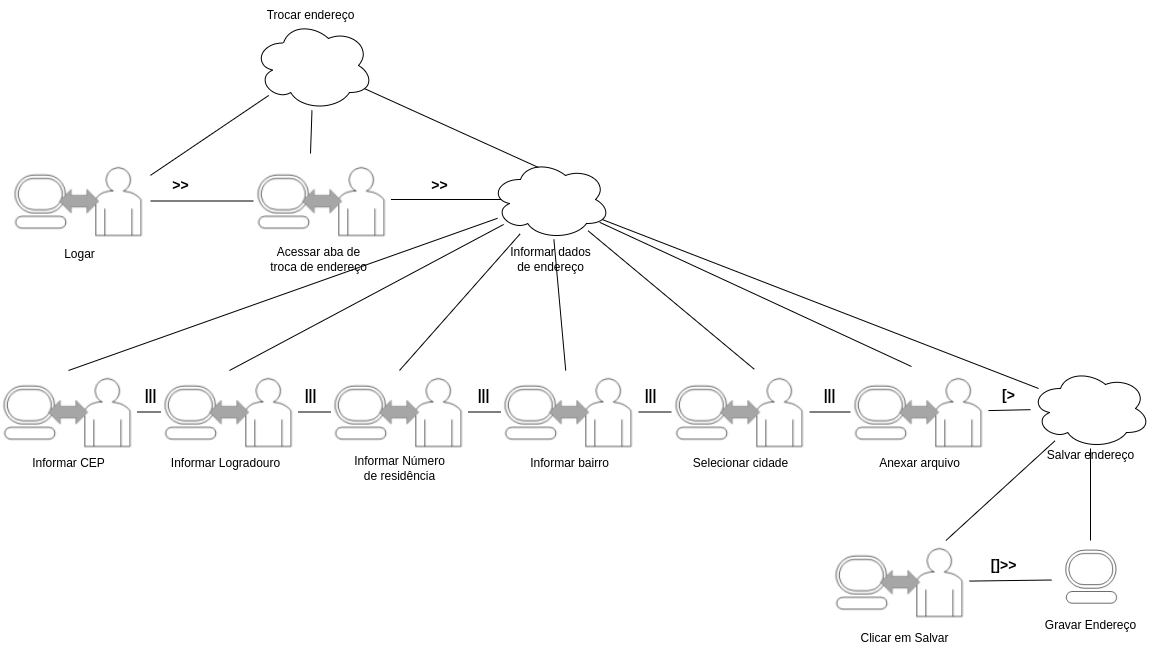 Trocar endereço
>>
>>
Logar
Acessar aba de
troca de endereço
Informar dados
de endereço
|||
|||
|||
|||
|||
[>
Informar CEP
Informar Logradouro
Informar Número
de residência
Informar bairro
Selecionar cidade
Anexar arquivo
Salvar endereço
[]>>
Clicar em Salvar
Gravar Endereço